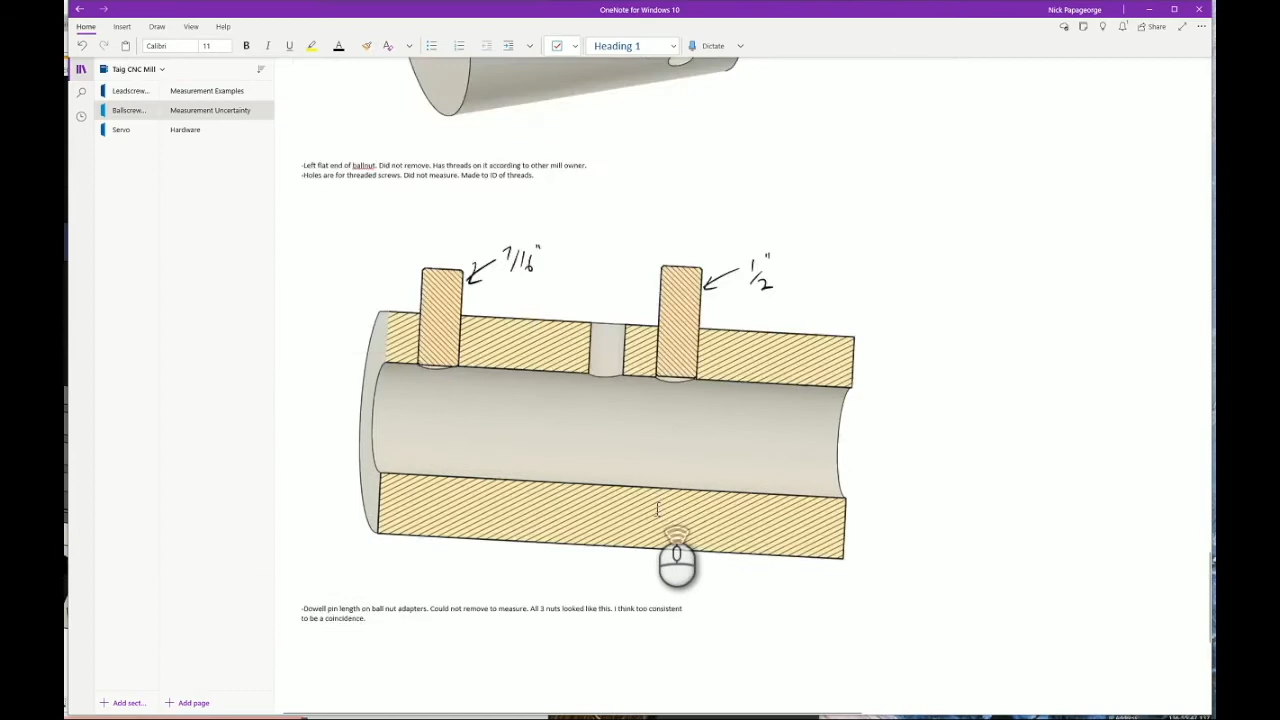 OneNote for Windows 10
Nick Papageorge
Home
Insert
Draw
View
Help
Share
Calibri
11
B
I
U
A
A
Heading 1
Dictate
Taig CNC Mill
Leadscrew...
Ballscrew...
Servo
Measurement Examples
Measurement Uncertainty
Hardware
-Left flat end of ballnut. Did not remove. Has threads on it according to other mill owner.
-Holes are for threaded screws. Did not measure. Made to ID of threads.
7/16"
1/2"
-Dowell pin length on ball nut adapters. Could not remove to measure. All 3 nuts looked like this. I think too consistent
to be a coincidence.
Add sect...
Add page